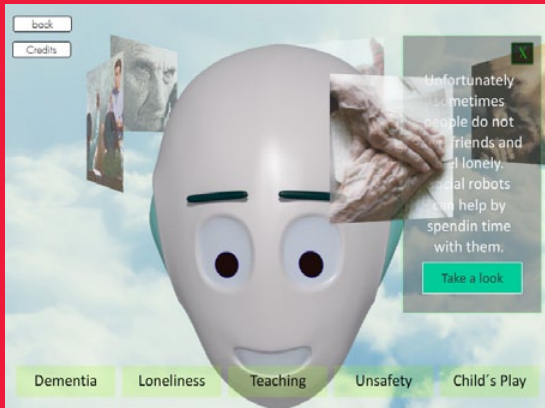 back
Credits
X
Unfortunately
sometimes
people do not
friends and
lonely.
robots
help by
spendin time
with them.
Take a look
Dementia
Loneliness
Teaching
Unsafety
Child´s Play